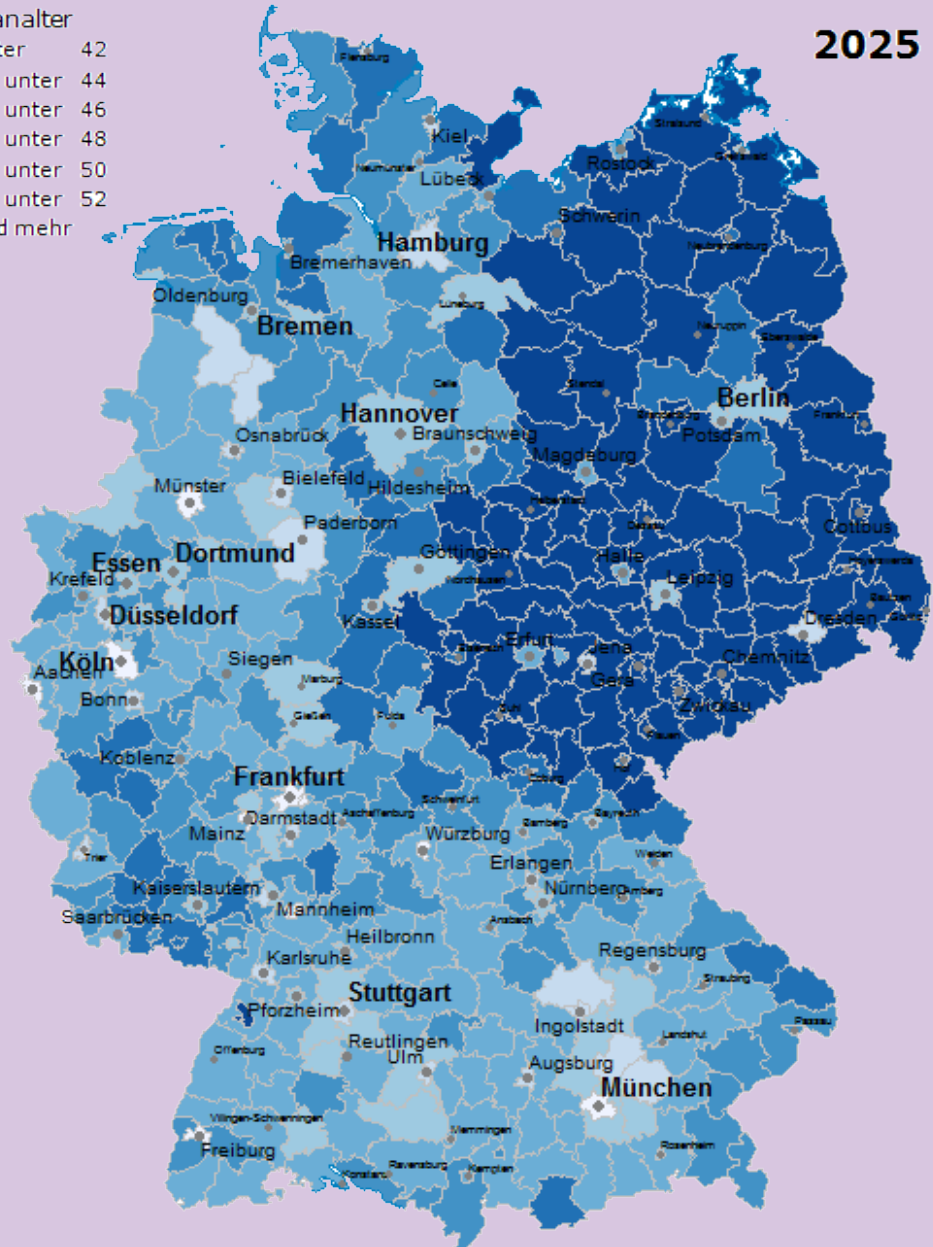 analter
ter 42
unter 44
unter 46
unter 48
unter 50
unter 52
d mehr
2025
Flensburg
Kiel
Neumünster
Lübeck
Stralsund
Rostock
Greifswald
Schwerin
Neubrandenburg
Hamburg
Bremerhaven
Oldenburg
Lüneburg
Bremen
Neuruppin
Eberswalde
Celle
Stendal
Berlin
Hannover
Brandenburg
Frankfurt
Potsdam
Osnabrück
Braunschweig
Magdeburg
Bielefeld
Hildesheim
Münster
Halberstadt
Paderborn
Dessau
Cottbus
Essen
Dortmund
Göttingen
Halle
Hoyerswerda
Krefeld
Nordhausen
Leipzig
Bautzen
Düsseldorf
Kassel
Dresden
Görlitz
Erfurt
Eisenach
Jena
Köln
Siegen
Chemnitz
Aachen
Marburg
Gera
Bonn
Zwickau
Gießen
Fulda
Suhl
Plauen
Koblenz
Frankfurt
Coburg
Hof
Schweinfurt
Darmstadt
Aschaffenburg
Bayreuth
Mainz
Würzburg
Bamberg
Trier
Erlangen
Weiden
Kaiserslautern
Nürnberg
Amberg
Saarbrücken
Mannheim
Ansbach
Heilbronn
Regensburg
Karlsruhe
Straubing
Stuttgart
Pforzheim
Ingolstadt
Passau
Reutlingen
Landshut
Offenburg
Ulm
Augsburg
München
Villingen-Schwenningen
Memmingen
Freiburg
Rosenheim
Konstanz
Ravensburg
Kempten